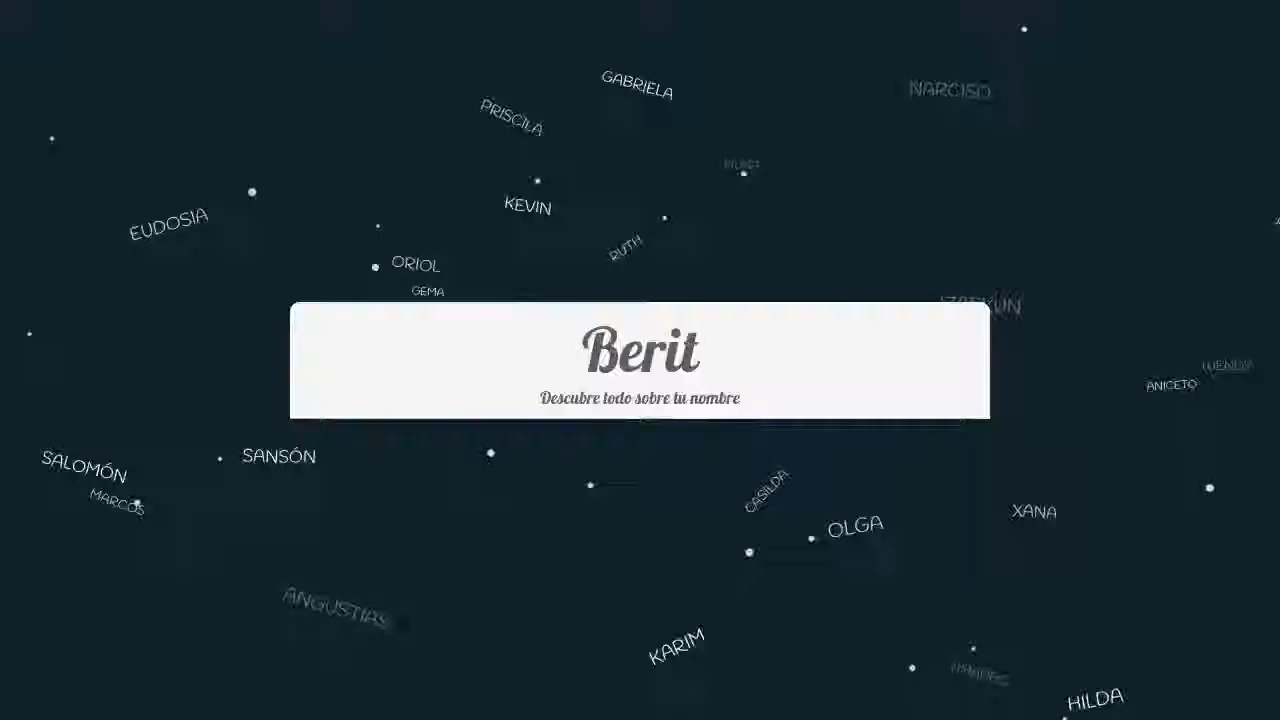 GABRIELA
NARCISO
PRISCILA
KEVIN
EUDOSIA
RUTH
ORIOL
GEMA
Berit
ANICETO
Descubre todo sobre tu nombre
SALOMÓN
SANSÓN
MARCOS
CASILDA
OLGA
XANA
ANGUSTIAS
KARIM
HILDA